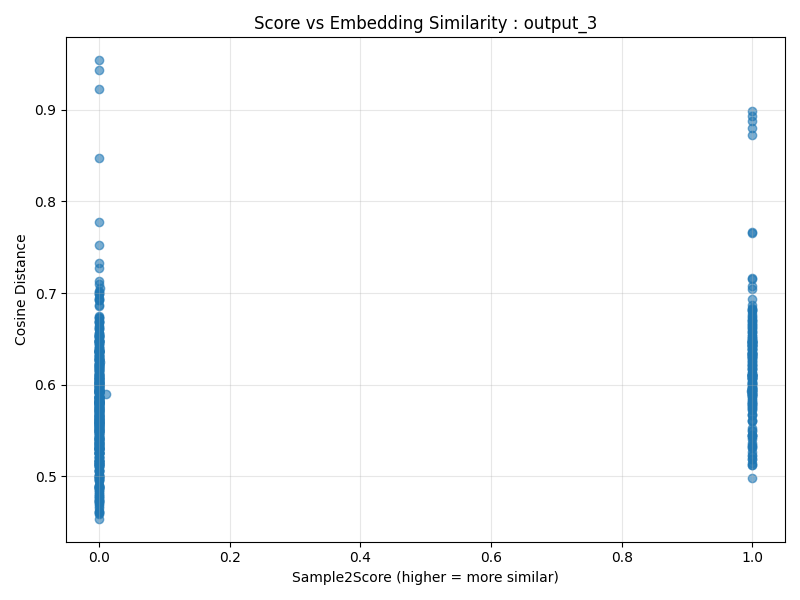 Score vs Embedding Similarity : output_3
Cosine Distance
0.9
0.8
0.7
0.6
0.5
0.0 0.2 0.4 0.6 0.8 1.0
Sample2Score (higher = more similar)